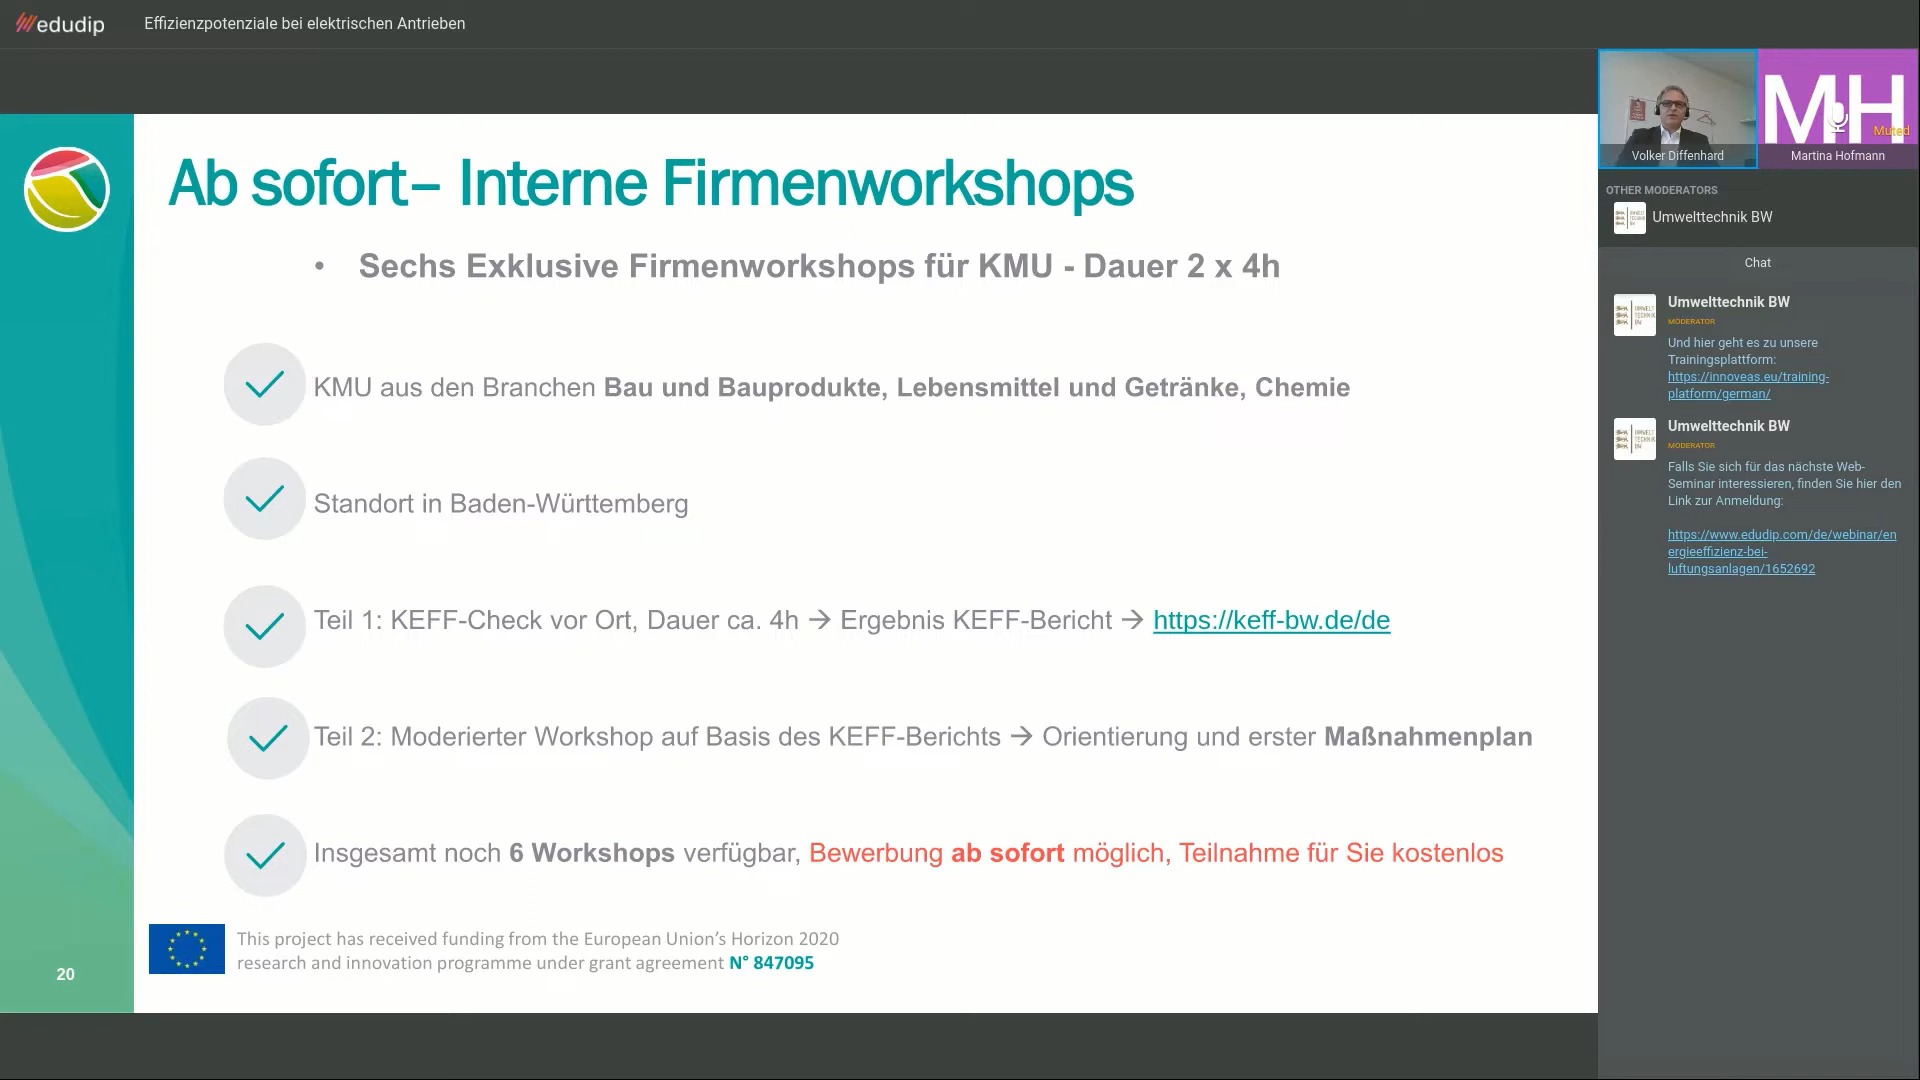 edudip
Effizienzpotenziale bei elektrischen Antrieben
Ab sofort– Interne Firmenworkshops
• Sechs Exklusive Firmenworkshops für KMU - Dauer 2 x 4h
KMU aus den Branchen Bau und Bauprodukte, Lebensmittel und Getränke, Chemie
Standort in Baden-Württemberg
Teil 1: KEFF-Check vor Ort, Dauer ca. 4h → Ergebnis KEFF-Bericht → https://keff-bw.de/de
Teil 2: Moderierter Workshop auf Basis des KEFF-Berichts → Orientierung und erster Maßnahmenplan
Insgesamt noch 6 Workshops verfügbar, Bewerbung ab sofort möglich, Teilnahme für Sie kostenlos
This project has received funding from the European Union's Horizon 2020
research and innovation programme under grant agreement N° 847095
20
MH
Muted
Volker Diffenhard
Martina Hofmann
OTHER MODERATORS
Umwelttechnik BW
Chat
Umwelttechnik BW
MODERATOR
Und hier geht es zu unsere
Trainingsplattform:
https://innoveas.eu/training-
platform/german/
Umwelttechnik BW
MODERATOR
Falls Sie sich für das nächste Web-
Seminar interessieren, finden Sie hier den
Link zur Anmeldung:
https://www.edudip.com/de/webinar/en
ergieeffizienz-bei-
luftungsanlagen/1652692